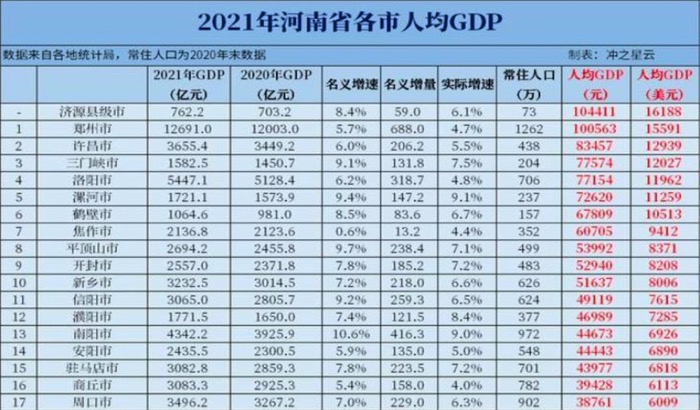 2021年河南省各市人均GDP
数据来自各地统计局，常住人口为2020年末数据 制表：冲之星云
2021年GDP（亿元） 2020年GDP（亿元） 名义增速 名义增量 实际增速 常住人口（万） 人均GDP（元） 人均GDP（美元）
- 济源县级市 762.2 703.2 8.4% 59.0 6.1% 73 104411 16188
1 郑州市 12691.0 12003.0 5.7% 688.0 4.7% 1262 100563 15591
2 许昌市 3655.4 3449.2 6.0% 206.2 5.5% 438 83457 12939
3 三门峡市 1582.5 1450.7 9.1% 131.8 7.5% 204 77574 12027
4 洛阳市 5447.1 5128.4 6.2% 318.7 4.8% 706 77154 11962
5 漯河市 1721.1 1573.9 9.4% 147.2 9.1% 237 72620 11259
6 鹤壁市 1064.6 981.0 8.5% 83.6 6.7% 157 67809 10513
7 焦作市 2136.8 2123.6 0.6% 13.2 4.4% 352 60705 9412
8 平顶山市 2694.2 2455.8 9.7% 238.4 7.1% 499 53992 8371
9 开封市 2557.0 2371.8 7.8% 185.2 7.2% 483 52940 8208
10 新乡市 3232.5 3014.5 7.2% 218.0 6.6% 626 51637 8006
11 信阳市 3065.0 2805.7 9.2% 259.3 6.5% 624 49119 7615
12 濮阳市 1771.5 1650.0 7.4% 121.5 8.4% 377 46989 7285
13 南阳市 4342.2 3925.9 10.6% 416.3 9.0% 972 44673 6926
14 安阳市 2435.5 2300.5 5.9% 135.0 5.0% 548 44443 6890
15 驻马店市 3082.8 2859.3 7.8% 223.5 7.2% 701 43977 6818
16 商丘市 3083.3 2925.3 5.4% 158.0 4.0% 782 39428 6113
17 周口市 3496.2 3267.2 7.0% 229.0 6.3% 902 38761 6009